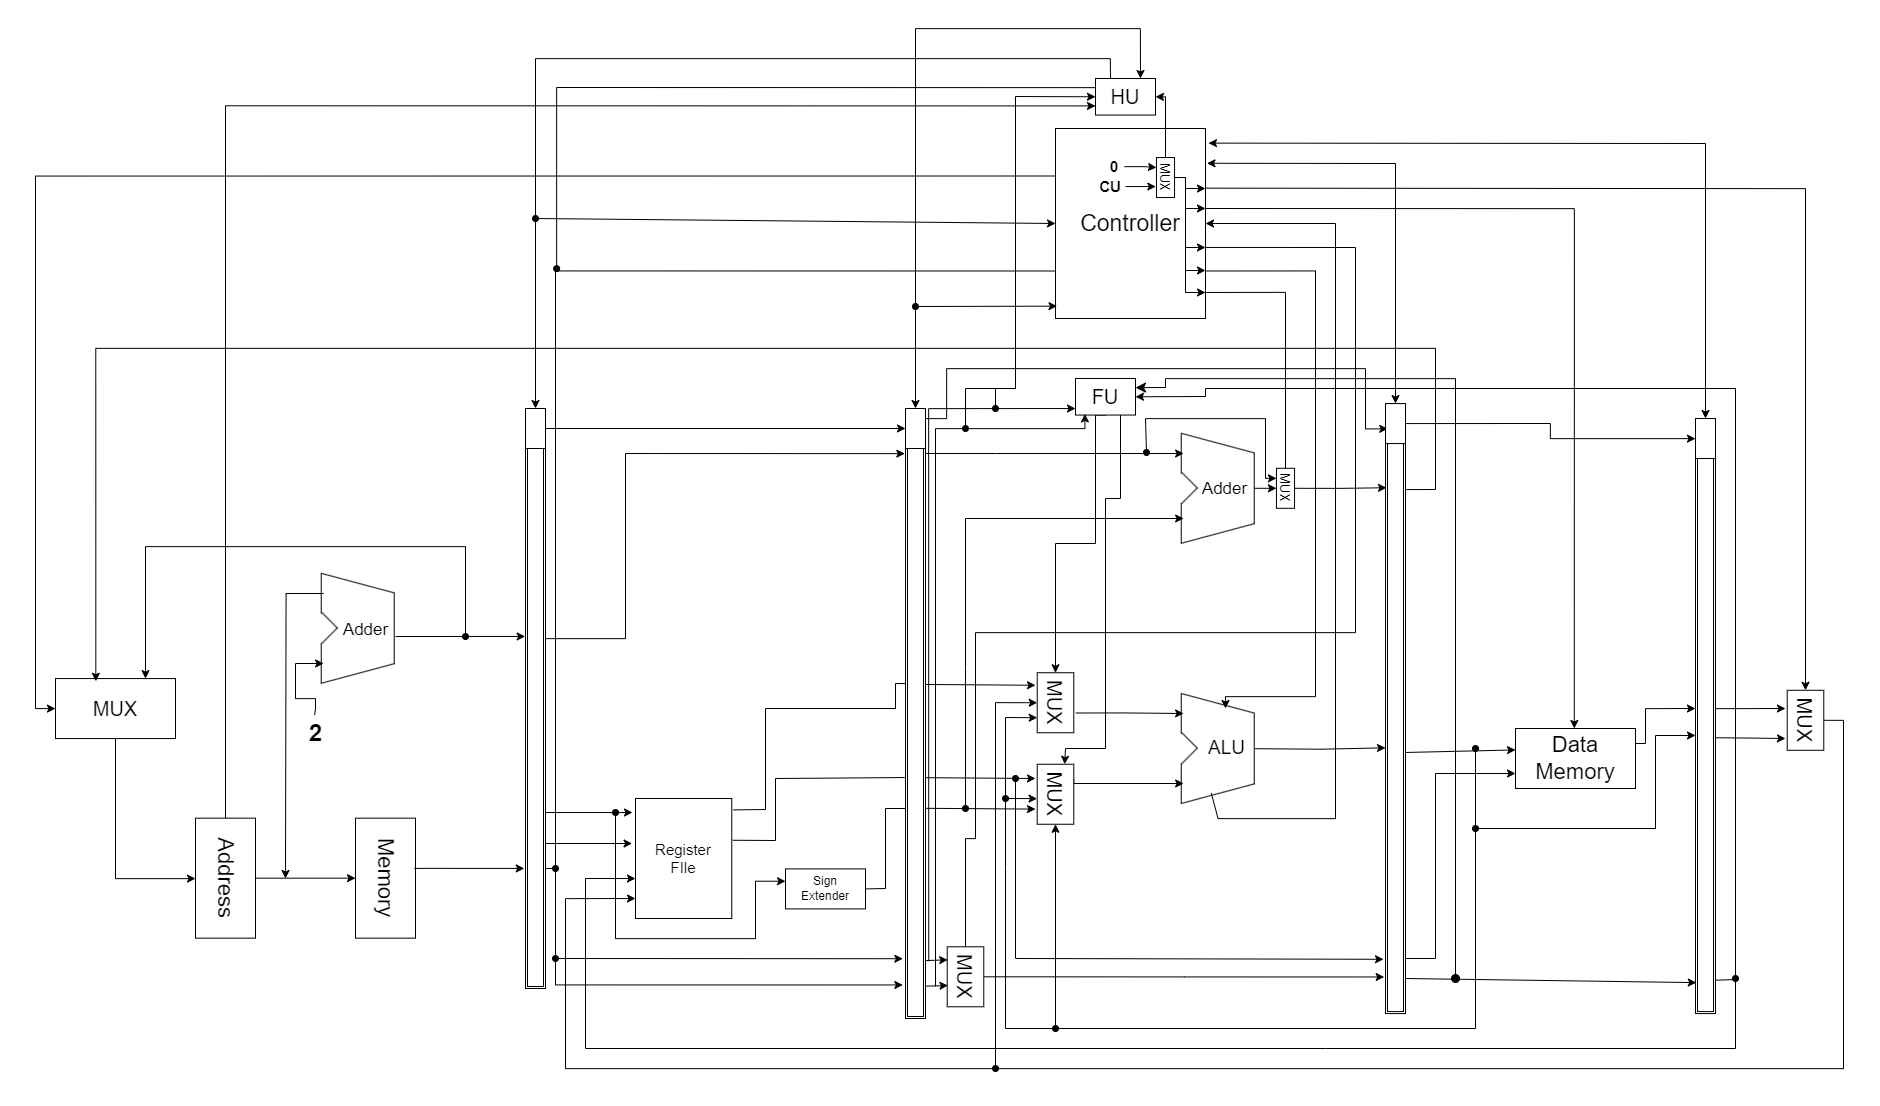 HU
0
MUX
CU
Controller
FU
Adder
MUX
Adder
MUX
2
MUX
MUX
ALU
Data
Memory
MUX
MUX
Address
Memory
Register
FIle
Sign
Extender
MUX